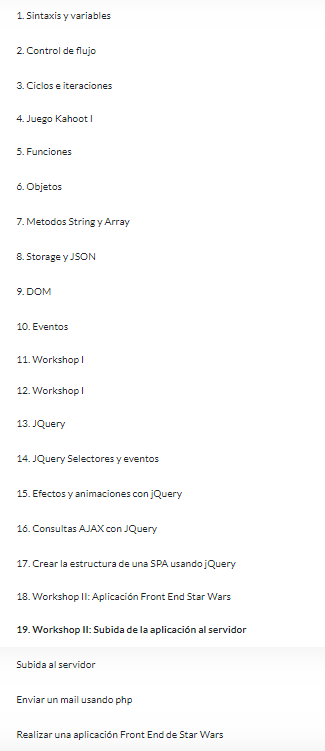 1. Sintaxis y variables
2. Control de flujo
3. Ciclos e iteraciones
4. Juego Kahoot I
5. Funciones
6. Objetos
7. Metodos String y Array
8. Storage y JSON
9. DOM
10. Eventos
11. Workshop I
12. Workshop I
13. JQuery
14. JQuery Selectores y eventos
15. Efectos y animaciones con jQuery
16. Consultas AJAX con JQuery
17. Crear la estructura de una SPA usando jQuery
18. Workshop II: Aplicación Front End Star Wars
19. Workshop II: Subida de la aplicación al servidor
Subida al servidor
Enviar un mail usando php
Realizar una aplicación Front End de Star Wars